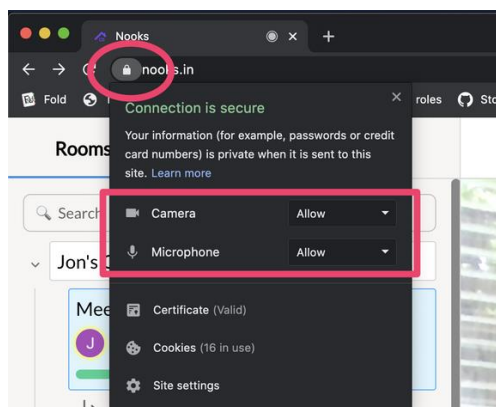 Nooks
nooks.in
Fold
roles
Sto
Connection is secure
Your information (for example, passwords or credit
card numbers) is private when it is sent to this
site. Learn more
Rooms
Search
Camera Allow
Microphone Allow
Jon's
Mee
J
Certificate (Valid)
Cookies (16 in use)
Site settings